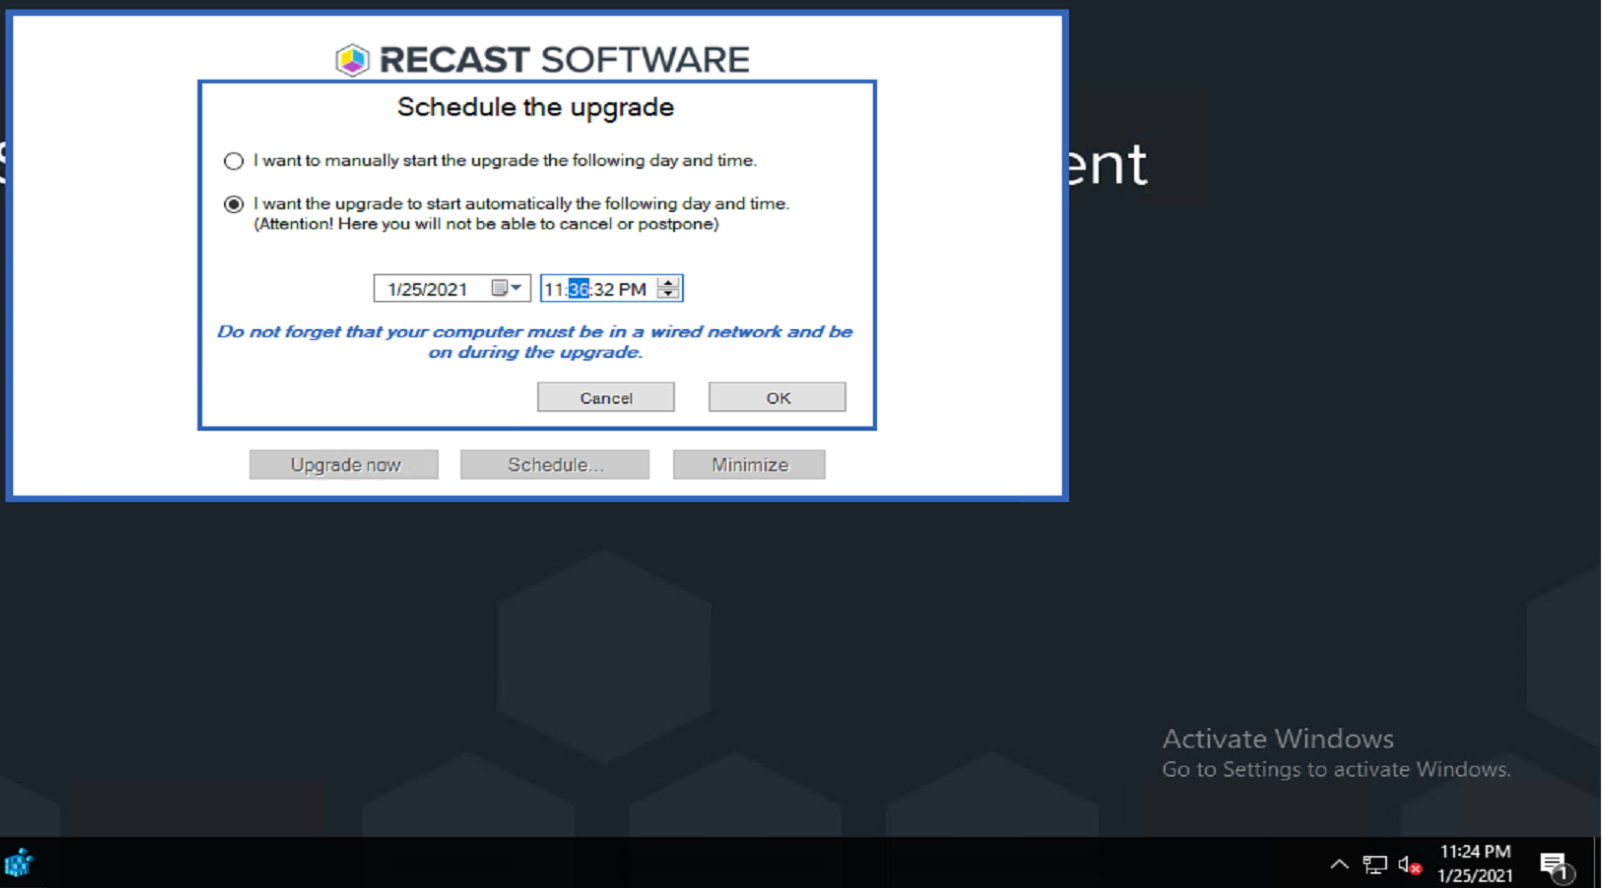 RECAST SOFTWARE
Schedule the upgrade
I want to manually start the upgrade the following day and time.
ent
I want the upgrade to start automatically the following day and time.
(Attention! Here you will not be able to cancel or postpone)
1/25/2021 11:36:32 PM
Do not forget that your computer must be in a wired network and be
on during the upgrade.
Cancel OK
Upgrade now Schedule... Minimize
Activate Windows
Go to Settings to activate Windows.
11:24 PM
1/25/2021
1